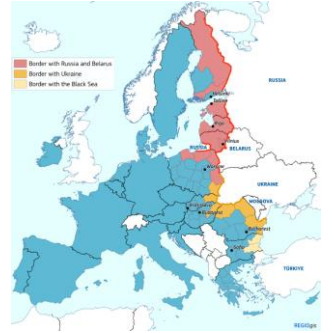 Border with Russia and Belarus
Border with Ukraine
Border with the Black Sea
RUSSIA
Helsinki
Tallinn
Riga
Vilnius
RUSSIA
BELARUS
Warsaw
UKRAINE
Bratislava
Budapest
MOLDOVA
Bucharest
Sofia
TÜRKIYE